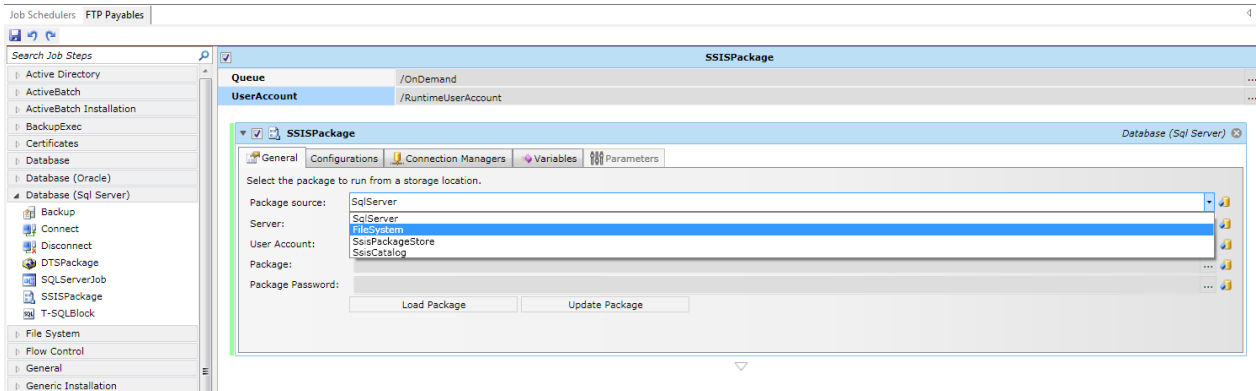 Job Schedulers FTP Payables
Search Job Steps
Active Directory
ActiveBatch
ActiveBatch Installation
BackupExec
Certificates
Database
Database (Oracle)
Database (Sql Server)
Backup
Connect
Disconnect
DTSPackage
SQLServerJob
SSISPackage
T-SQLBlock
File System
Flow Control
General
Generic Installation
SSISPackage
Queue /OnDemand ...
UserAccount /RuntimeUserAccount ...
SSISPackage Database (Sql Server)
General Configurations Connection Managers Variables Parameters
Select the package to run from a storage location.
Package source: SqlServer
SqlServer
Server:
FileSystem
User Account: SsisPackageStore
SsisCatalog
Package: ...
Package Password: ...
Load Package Update Package